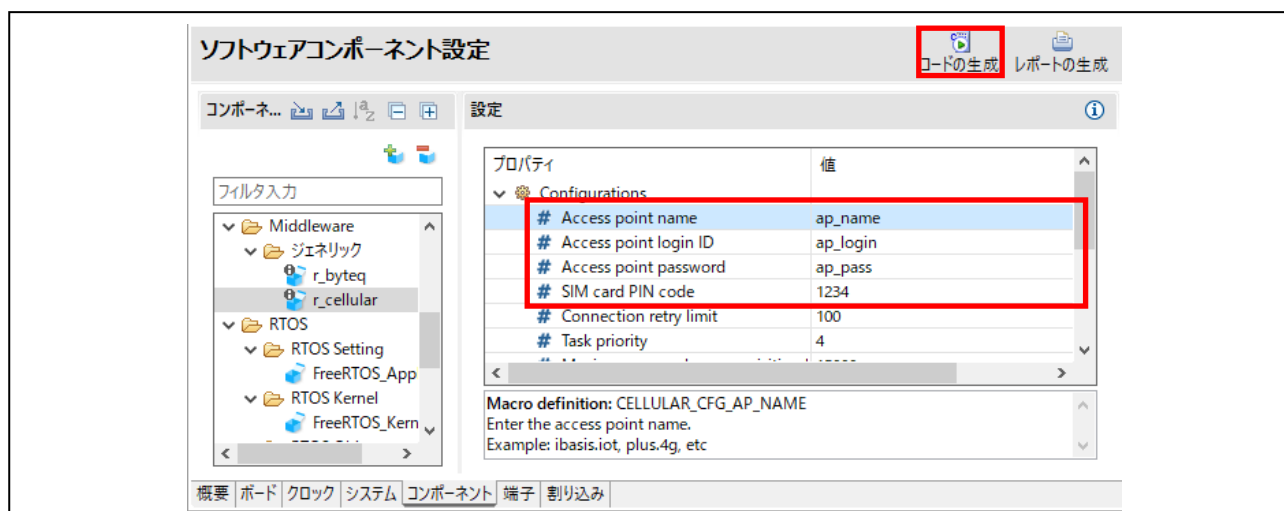 ソフトウェアコンポーネント設定
コードの生成 レポートの生成
コンポーネ...
設定
フィルタ入力
Middleware
ジェネリック
r_byteq
r_cellular
RTOS
RTOS Setting
FreeRTOS_App
RTOS Kernel
FreeRTOS_Kern
プロパティ 値
Configurations
# Access point name ap_name
# Access point login ID ap_login
# Access point password ap_pass
# SIM card PIN code 1234
# Connection retry limit 100
# Task priority 4
Macro definition: CELLULAR_CFG_AP_NAME
Enter the access point name.
Example: ibasis.iot, plus.4g, etc
概要 ボード クロック システム コンポーネント 端子 割り込み